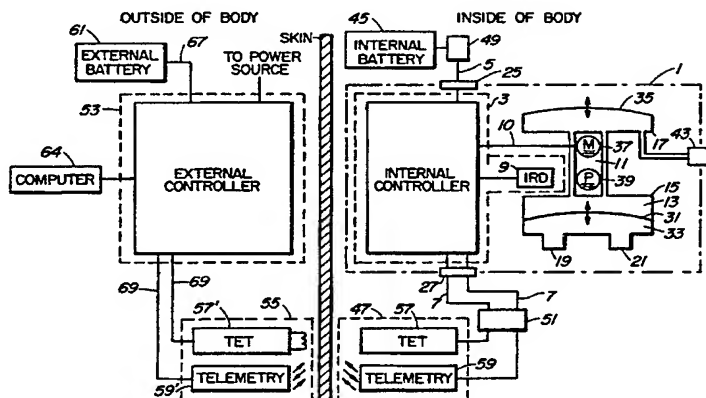 OUTSIDE OF BODY
SKIN
INSIDE OF BODY
61
EXTERNAL
BATTERY
67
TO POWER
SOURCE
45
INTERNAL
BATTERY
49
5
25
1
53
3
35
10
M
37
17
43
64
COMPUTER
EXTERNAL
CONTROLLER
INTERNAL
CONTROLLER
9
IRD
11
P
39
15
13
31
33
19
21
69
69
27
7
7
57'
55
47
57
51
TET
TET
59'
TELEMETRY
TELEMETRY
59